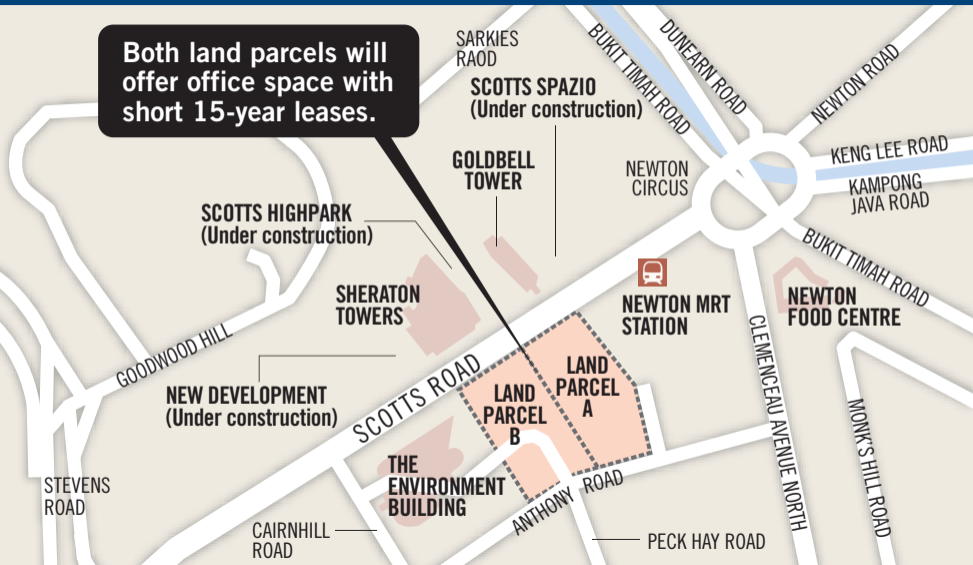 Both land parcels will
offer office space with
short 15-year leases.
SARKIES
RAOD
SCOTTS SPAZIO
(Under construction)
BUKIT TIMAH ROAD
DUNEARN ROAD
NEWTON ROAD
KENG LEE ROAD
KAMPONG
JAVA ROAD
NEWTON
CIRCUS
GOLDBELL
TOWER
SCOTTS HIGHPARK
(Under construction)
SHERATON
TOWERS
NEWTON MRT
STATION
BUKIT TIMAH ROAD
NEWTON
FOOD CENTRE
GOODWOOD HILL
NEW DEVELOPMENT
(Under construction)
SCOTTS ROAD
LAND
PARCEL
A
LAND
PARCEL
B
CLEMENCEAU AVENUE NORTH
MONK'S HILL ROAD
THE
ENVIRONMENT
BUILDING
ANTHONY ROAD
STEVENS
ROAD
CAIRNHILL
ROAD
PECK HAY ROAD